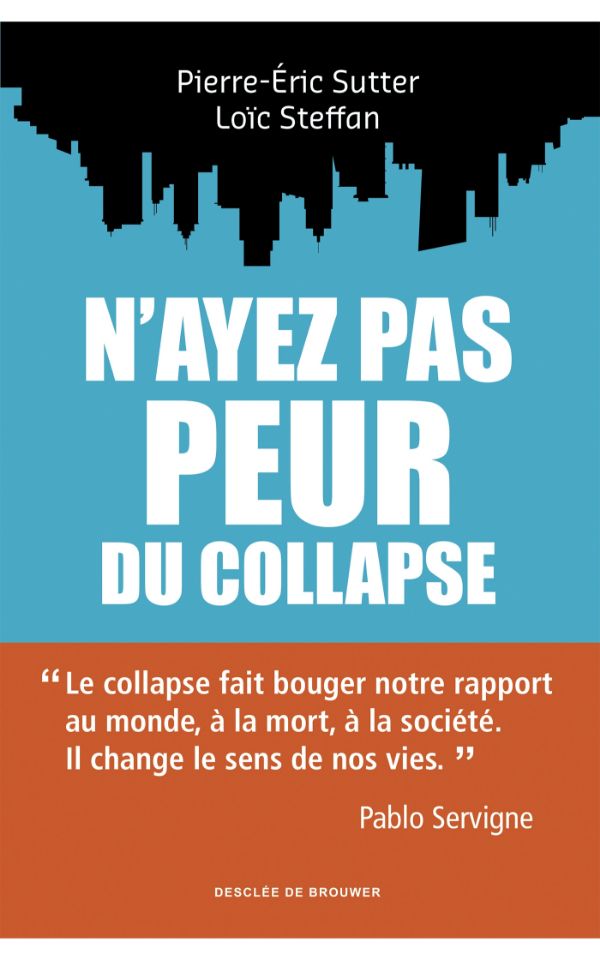 Pierre-Éric Sutter
Loïc Steffan
N'AYEZ PAS
PEUR
DU COLLAPSE
“ Le collapse fait bouger notre rapport
au monde, à la mort, à la société.
Il change le sens de nos vies. ”
Pablo Servigne
DESCLÉE DE BROUWER